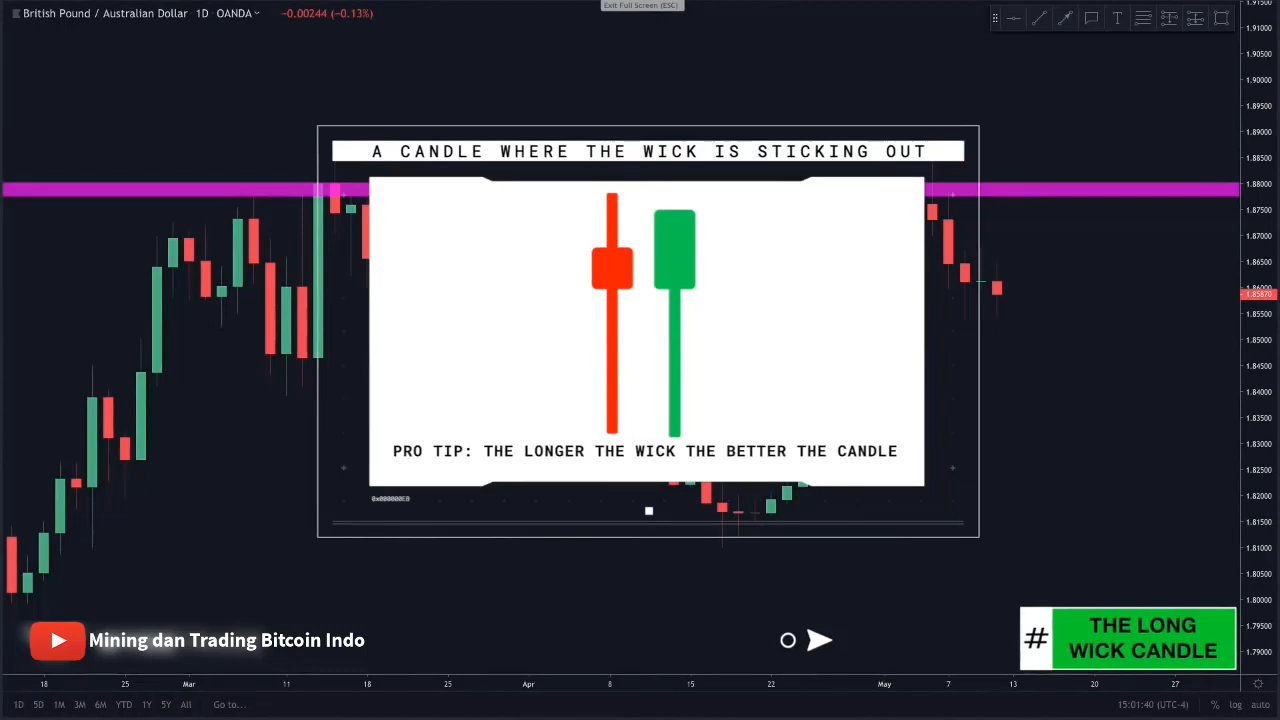 British Pound / Australian Dollar · 1D · OANDA
−0.00244 (−0.13%)
Exit Full Screen (ESC)
A CANDLE WHERE THE WICK IS STICKING OUT
PRO TIP: THE LONGER THE WICK THE BETTER THE CANDLE
0x000000E0
1.91500
1.91000
1.90500
1.90000
1.89500
1.89000
1.88500
1.88000
1.87500
1.87000
1.86500
1.86000
1.85870
1.85500
1.85000
1.84500
1.84000
1.83500
1.83000
1.82500
1.82000
1.81500
1.81000
1.80500
1.80000
1.79500
1.79000
Mining dan Trading Bitcoin Indo
# THE LONG
WICK CANDLE
18 25 Mar 11 18 25 Apr 8 15 22 May 7 13 20 27
1D 5D 1M 3M 6M YTD 1Y 5Y All Go to...
15:01:40 (UTC-4) % log auto